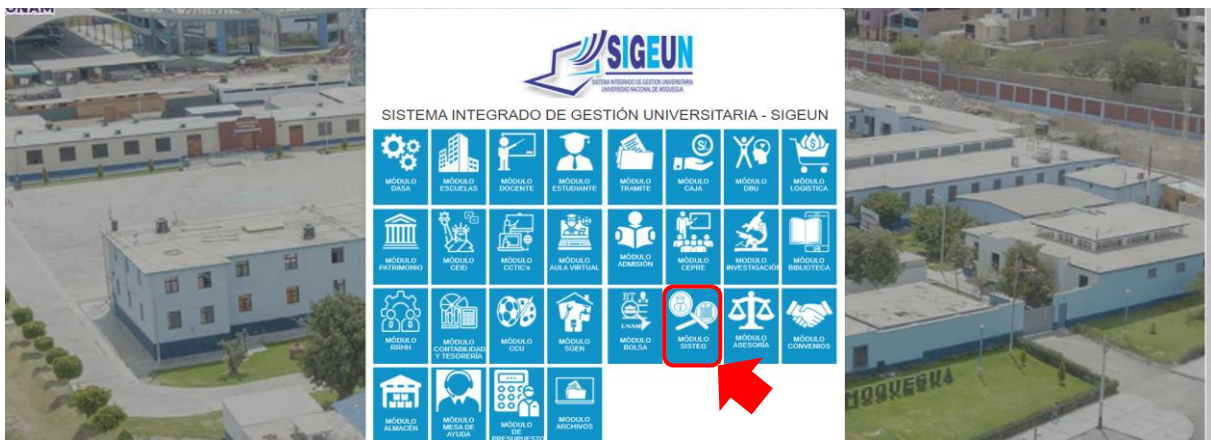 UNAM
SIGEUN
SISTEMA INTEGRADO DE GESTION UNIVERSITARIA
UNIVERSIDAD NACIONAL DE MOQUEGUA
SISTEMA INTEGRADO DE GESTIÓN UNIVERSITARIA - SIGEUN
MÓDULO
DASA
MÓDULO
ESCUELAS
MÓDULO
DOCENTE
MÓDULO
ESTUDIANTE
MÓDULO
TRAMITE
S/.
MÓDULO
CAJA
MÓDULO
DBU
MÓDULO
LOGISTICA
MÓDULO
PATRIMONIO
MÓDULO
CEID
MÓDULO
CCTIC's
MÓDULO
AULA VIRTUAL
MÓDULO
ADMISIÓN
MÓDULO
CEPRE
MODULO
INVESTIGACIÓN
MÓDULO
BIBLIOTECA
MÓDULO
RRHH
MÓDULO
CONTABILIDAD
Y TESORERÍA
MÓDULO
CCU
MÓDULO
SGEN
BT
UNAM
MÓDULO
BOLSA
MÓDULO
SISTEG
MÓDULO
ASESORÍA
MÓDULO
CONVENIOS
MÓDULO
ALMACÉN
MÓDULO
MESA DE
AYUDA
MÓDULO
DE
PRESUPUESTO
MODULO
ARCHIVOS
MOQUEGUA